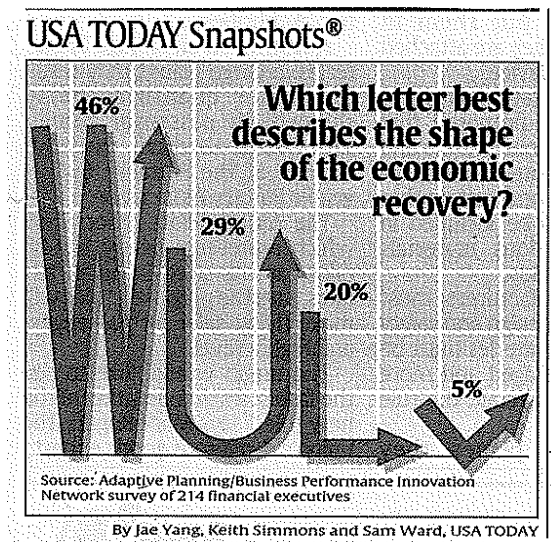 USA TODAY Snapshots®
46%
Which letter best
describes the shape
of the economic
recovery?
29%
20%
5%
Source: Adaptive Planning/Business Performance Innovation
Network survey of 214 financial executives
By Jae Yang, Keith Simmons and Sam Ward, USA TODAY